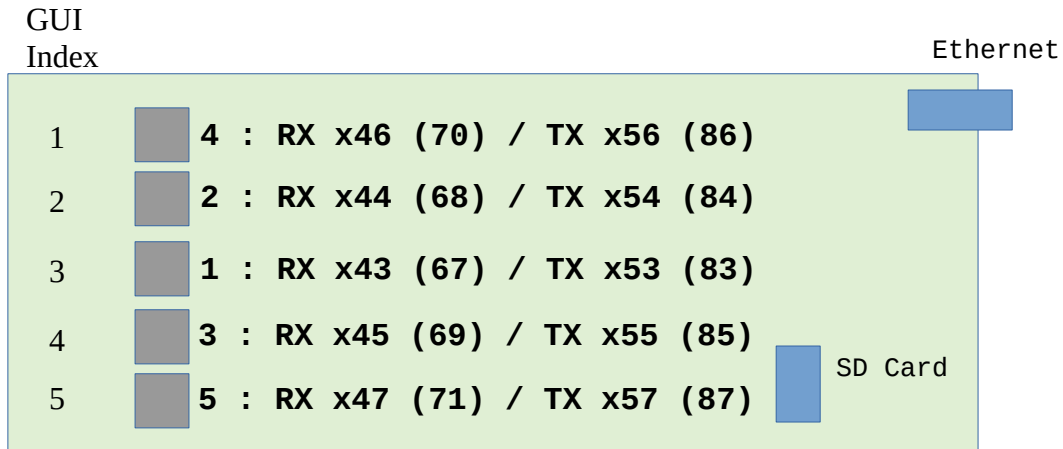 GUI
Index
Ethernet
1 4 : RX x46 (70) / TX x56 (86)
2 2 : RX x44 (68) / TX x54 (84)
3 1 : RX x43 (67) / TX x53 (83)
4 3 : RX x45 (69) / TX x55 (85)
SD Card
5 5 : RX x47 (71) / TX x57 (87)